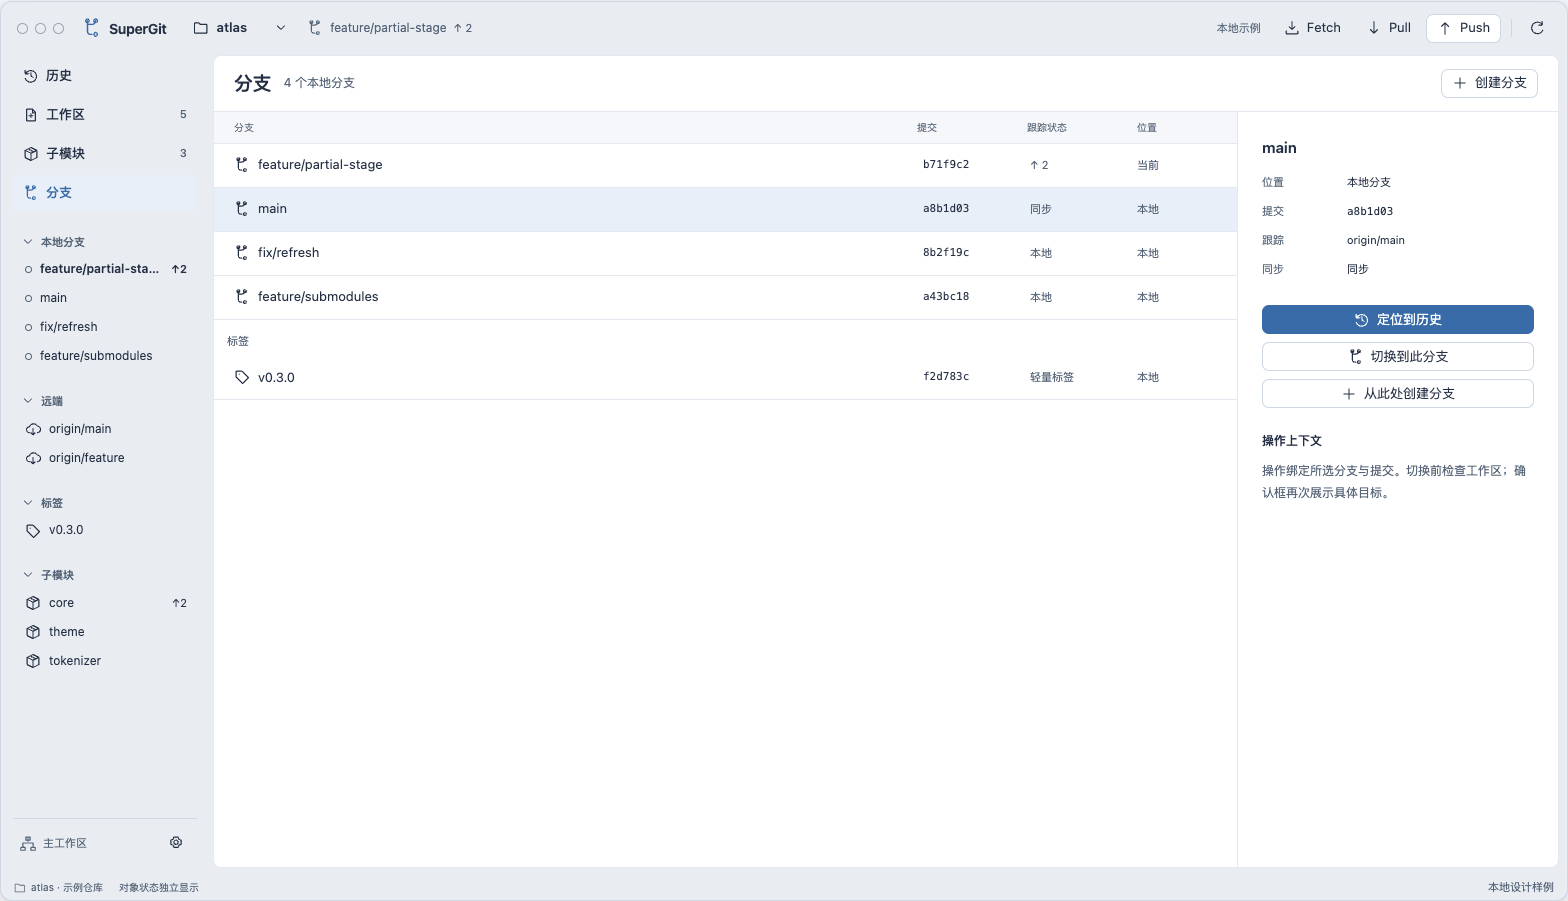 SuperGit
atlas
feature/partial-stage ↑ 2
本地示例
Fetch
Pull
Push
历史
工作区 5
子模块 3
分支
本地分支
feature/partial-sta... ↑2
main
fix/refresh
feature/submodules
远端
origin/main
origin/feature
标签
v0.3.0
子模块
core ↑2
theme
tokenizer
主工作区
分支 4 个本地分支
创建分支
分支 提交 跟踪状态 位置
feature/partial-stage b71f9c2 ↑ 2 当前
main a8b1d03 同步 本地
fix/refresh 8b2f19c 本地 本地
feature/submodules a43bc18 本地 本地
标签
v0.3.0 f2d783c 轻量标签 本地
main
位置 本地分支
提交 a8b1d03
跟踪 origin/main
同步 同步
定位到历史
切换到此分支
从此处创建分支
操作上下文
操作绑定所选分支与提交。切换前检查工作区；确
认框再次展示具体目标。
atlas · 示例仓库 对象状态独立显示
本地设计样例